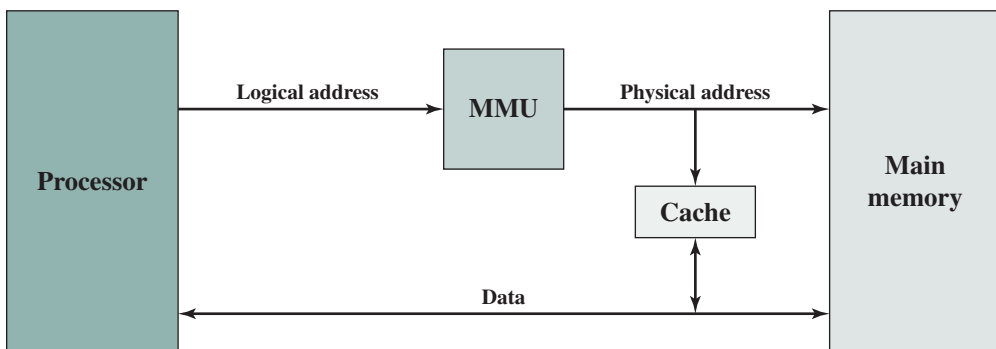 Logical address
Physical address
MMU
Processor
Main
memory
Cache
Data